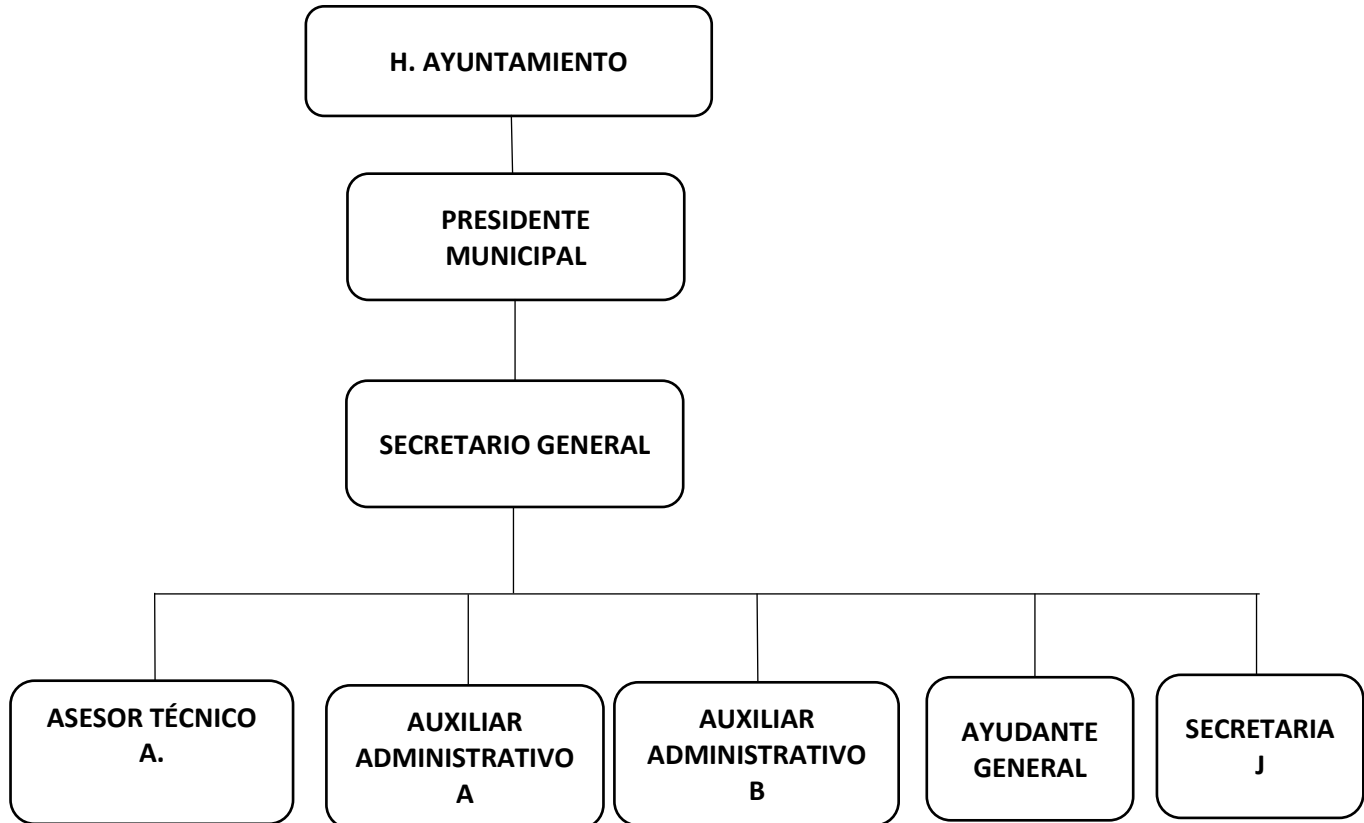 H. AYUNTAMIENTO
PRESIDENTE
MUNICIPAL
SECRETARIO GENERAL
ASESOR TÉCNICO
A.
AUXILIAR
ADMINISTRATIVO
A
AUXILIAR
ADMINISTRATIVO
B
AYUDANTE
GENERAL
SECRETARIA
J